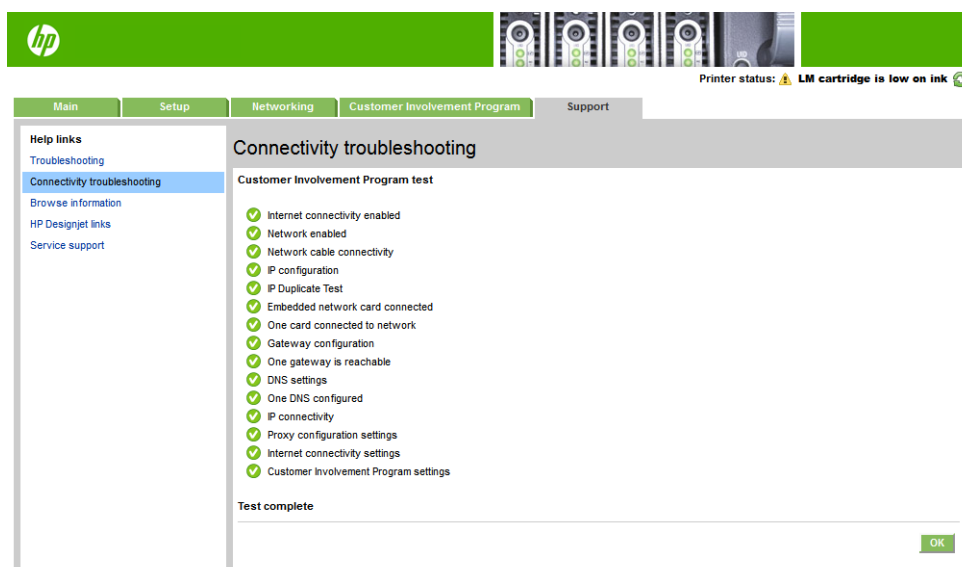 hp
Printer status: LM cartridge is low on ink
Main Setup Networking Customer Involvement Program Support
Help links
Troubleshooting
Connectivity troubleshooting
Browse information
HP Designjet links
Service support
Connectivity troubleshooting
Customer Involvement Program test
Internet connectivity enabled
Network enabled
Network cable connectivity
IP configuration
IP Duplicate Test
Embedded network card connected
One card connected to network
Gateway configuration
One gateway is reachable
DNS settings
One DNS configured
IP connectivity
Proxy configuration settings
Internet connectivity settings
Customer Involvement Program settings
Test complete
OK